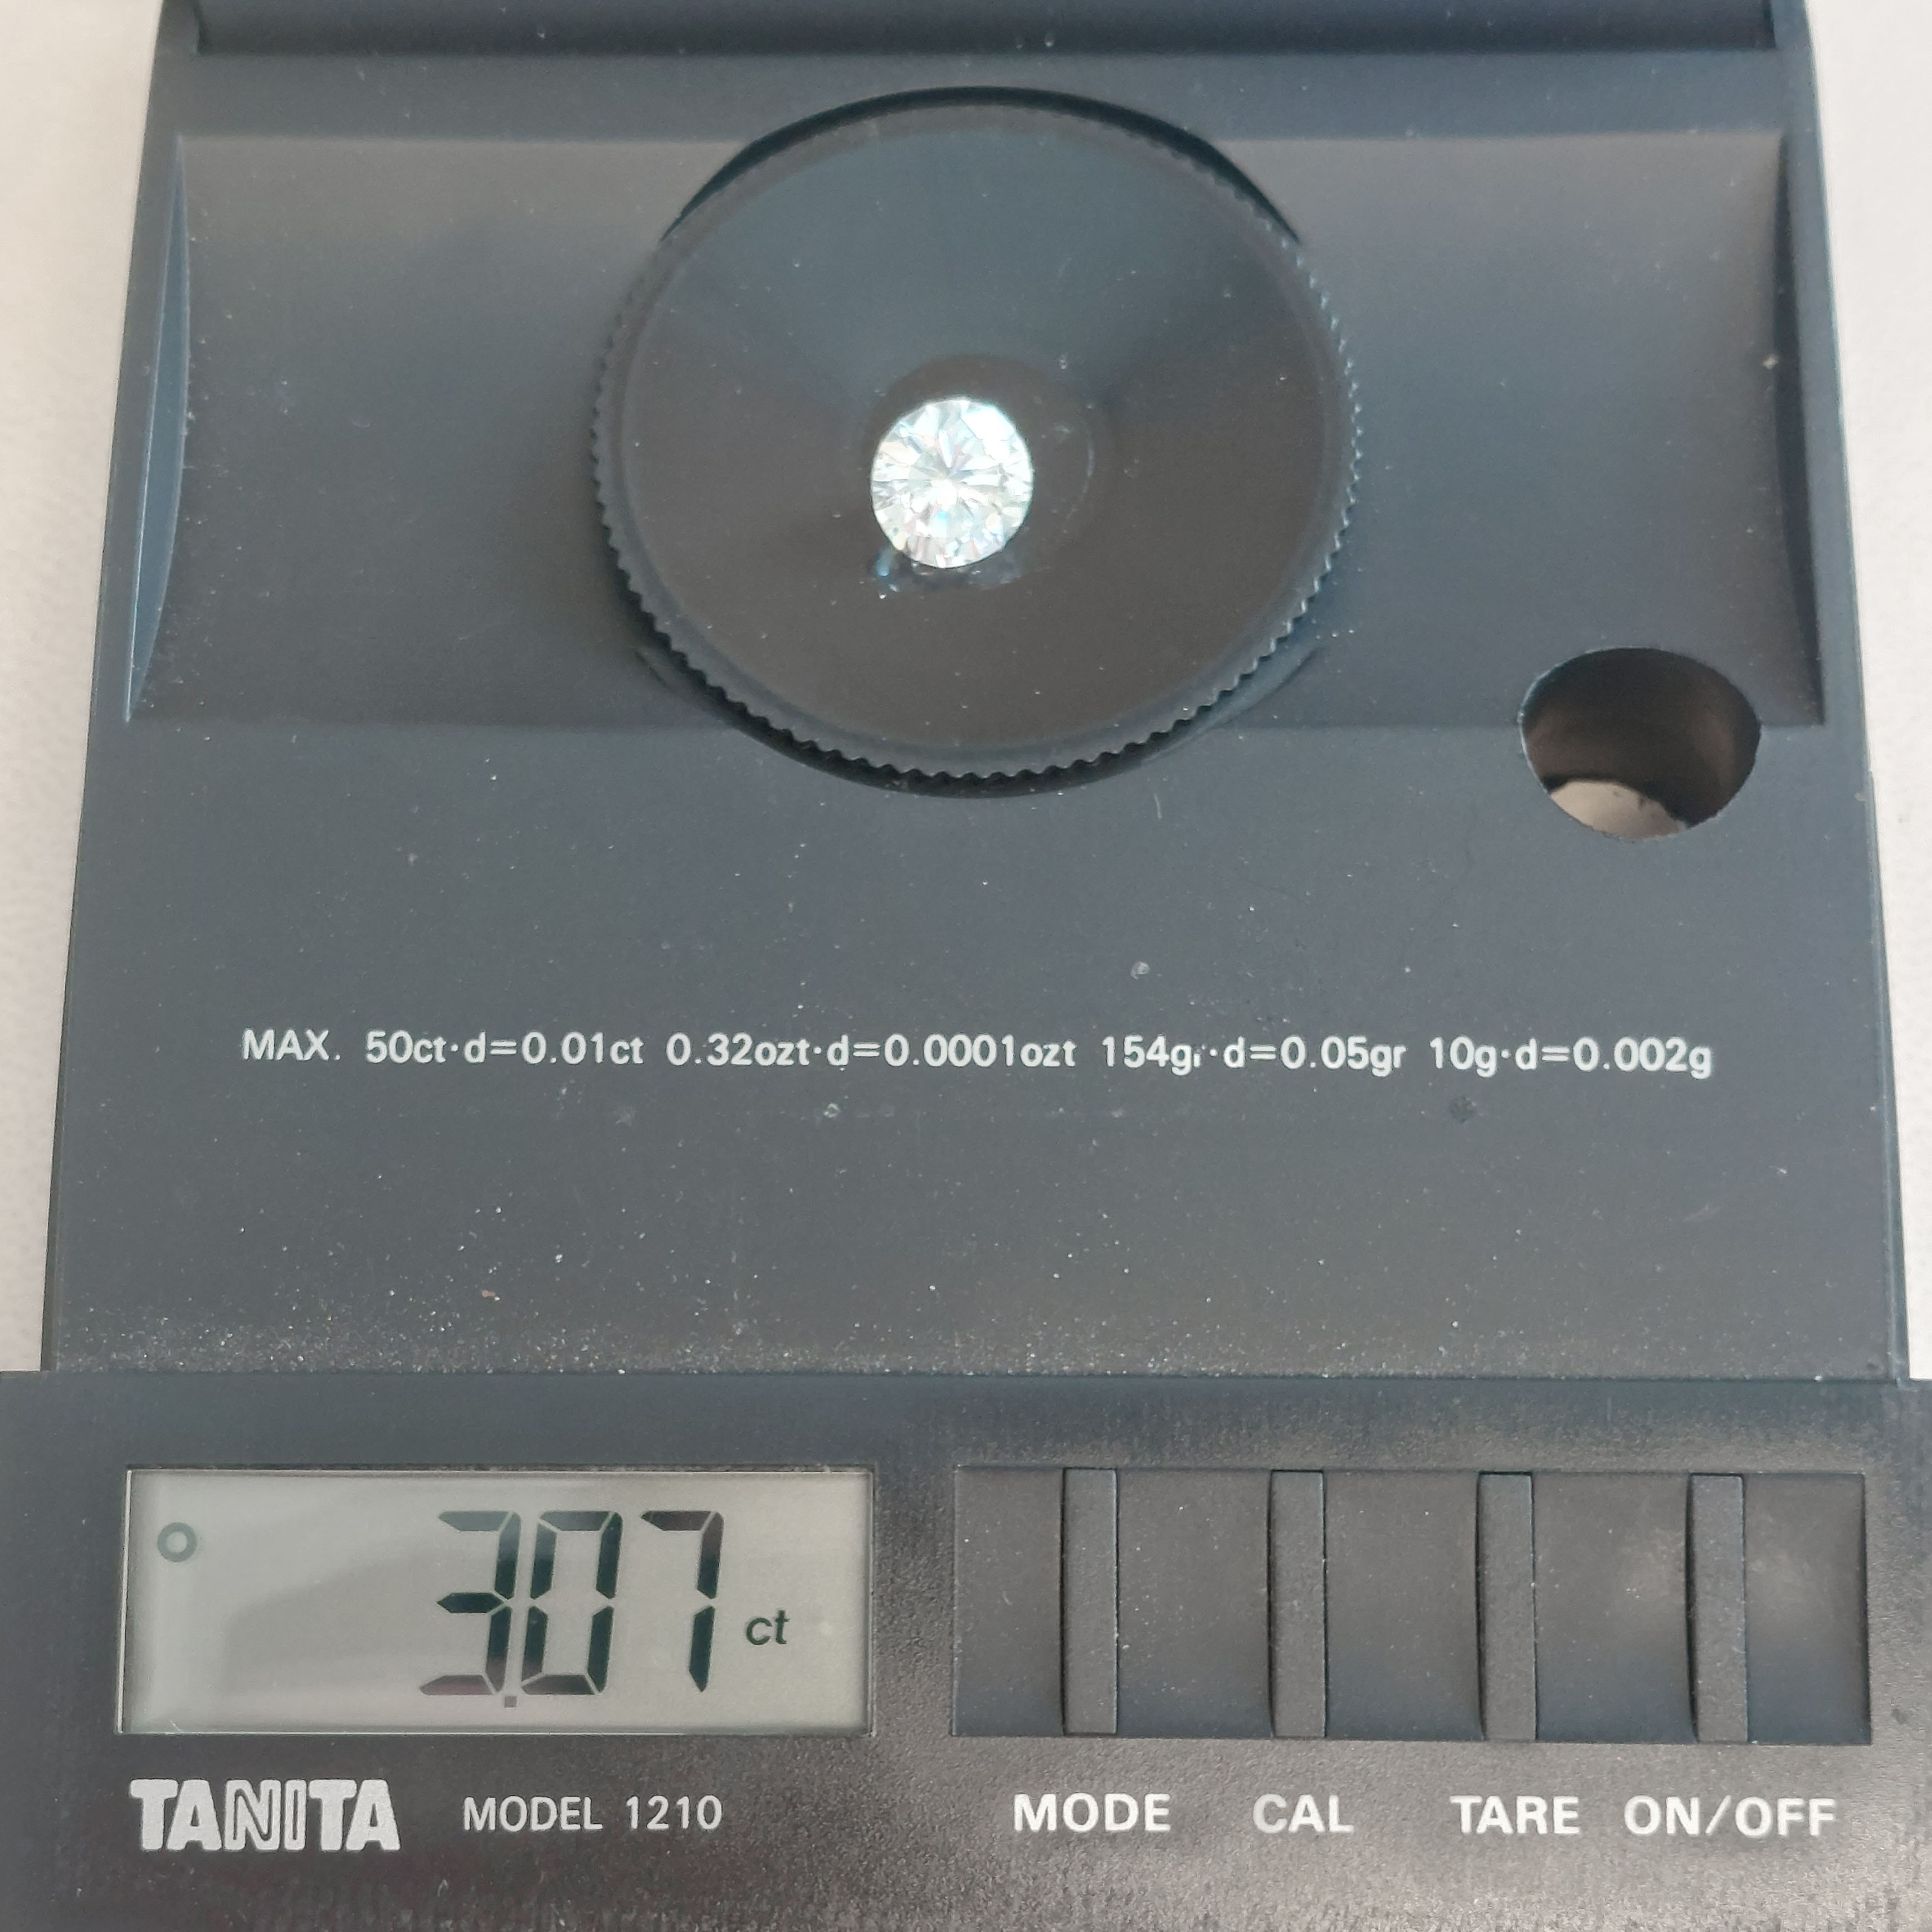 MAX. 50ct·d=0.01ct 0.32ozt·d=0.0001ozt 154gr·d=0.05gr 10g·d=0.002g
3.07 ct
TANITA MODEL 1210 MODE CAL TARE ON/OFF